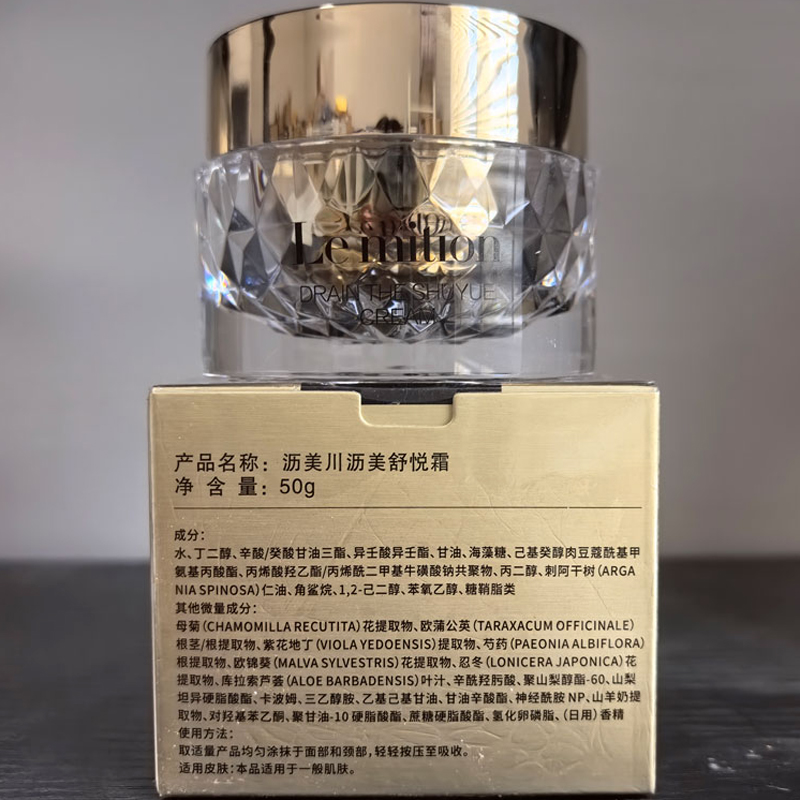 Le mition
DRAIN THE SHUYUE
CREAM
产品名称：沥美川沥美舒悦霜
净 含 量：50g
成分：
水、丁二醇、辛酸/癸酸甘油三酯、异壬酸异壬酯、甘油、海藻糖、己基癸醇肉豆蔻酰基甲
氨基丙酸酯、丙烯酸羟乙酯/丙烯酰二甲基牛磺酸钠共聚物、丙二醇、刺阿干树（ARGA
NIA SPINOSA）仁油、角鲨烷、1,2-己二醇、苯氧乙醇、糖鞘脂类
其他微量成分：
母菊（CHAMOMILLA RECUTITA）花提取物、欧蒲公英（TARAXACUM OFFICINALE）
根茎/根提取物、紫花地丁（VIOLA YEDOENSIS）提取物、芍药（PAEONIA ALBIFLORA）
根提取物、欧锦葵（MALVA SYLVESTRIS）花提取物、忍冬（LONICERA JAPONICA）花
提取物、库拉索芦荟（ALOE BARBADENSIS）叶汁、辛酰羟肟酸、聚山梨醇酯-60、山梨
坦异硬脂酸酯、卡波姆、三乙醇胺、乙基己基甘油、甘油辛酸酯、神经酰胺 NP、山羊奶提
取物、对羟基苯乙酮、聚甘油-10 硬脂酸酯、蔗糖硬脂酸酯、氢化卵磷脂、（日用）香精
使用方法：
取适量产品均匀涂抹于面部和颈部，轻轻按压至吸收。
适用皮肤：本品适用于一般肌肤。